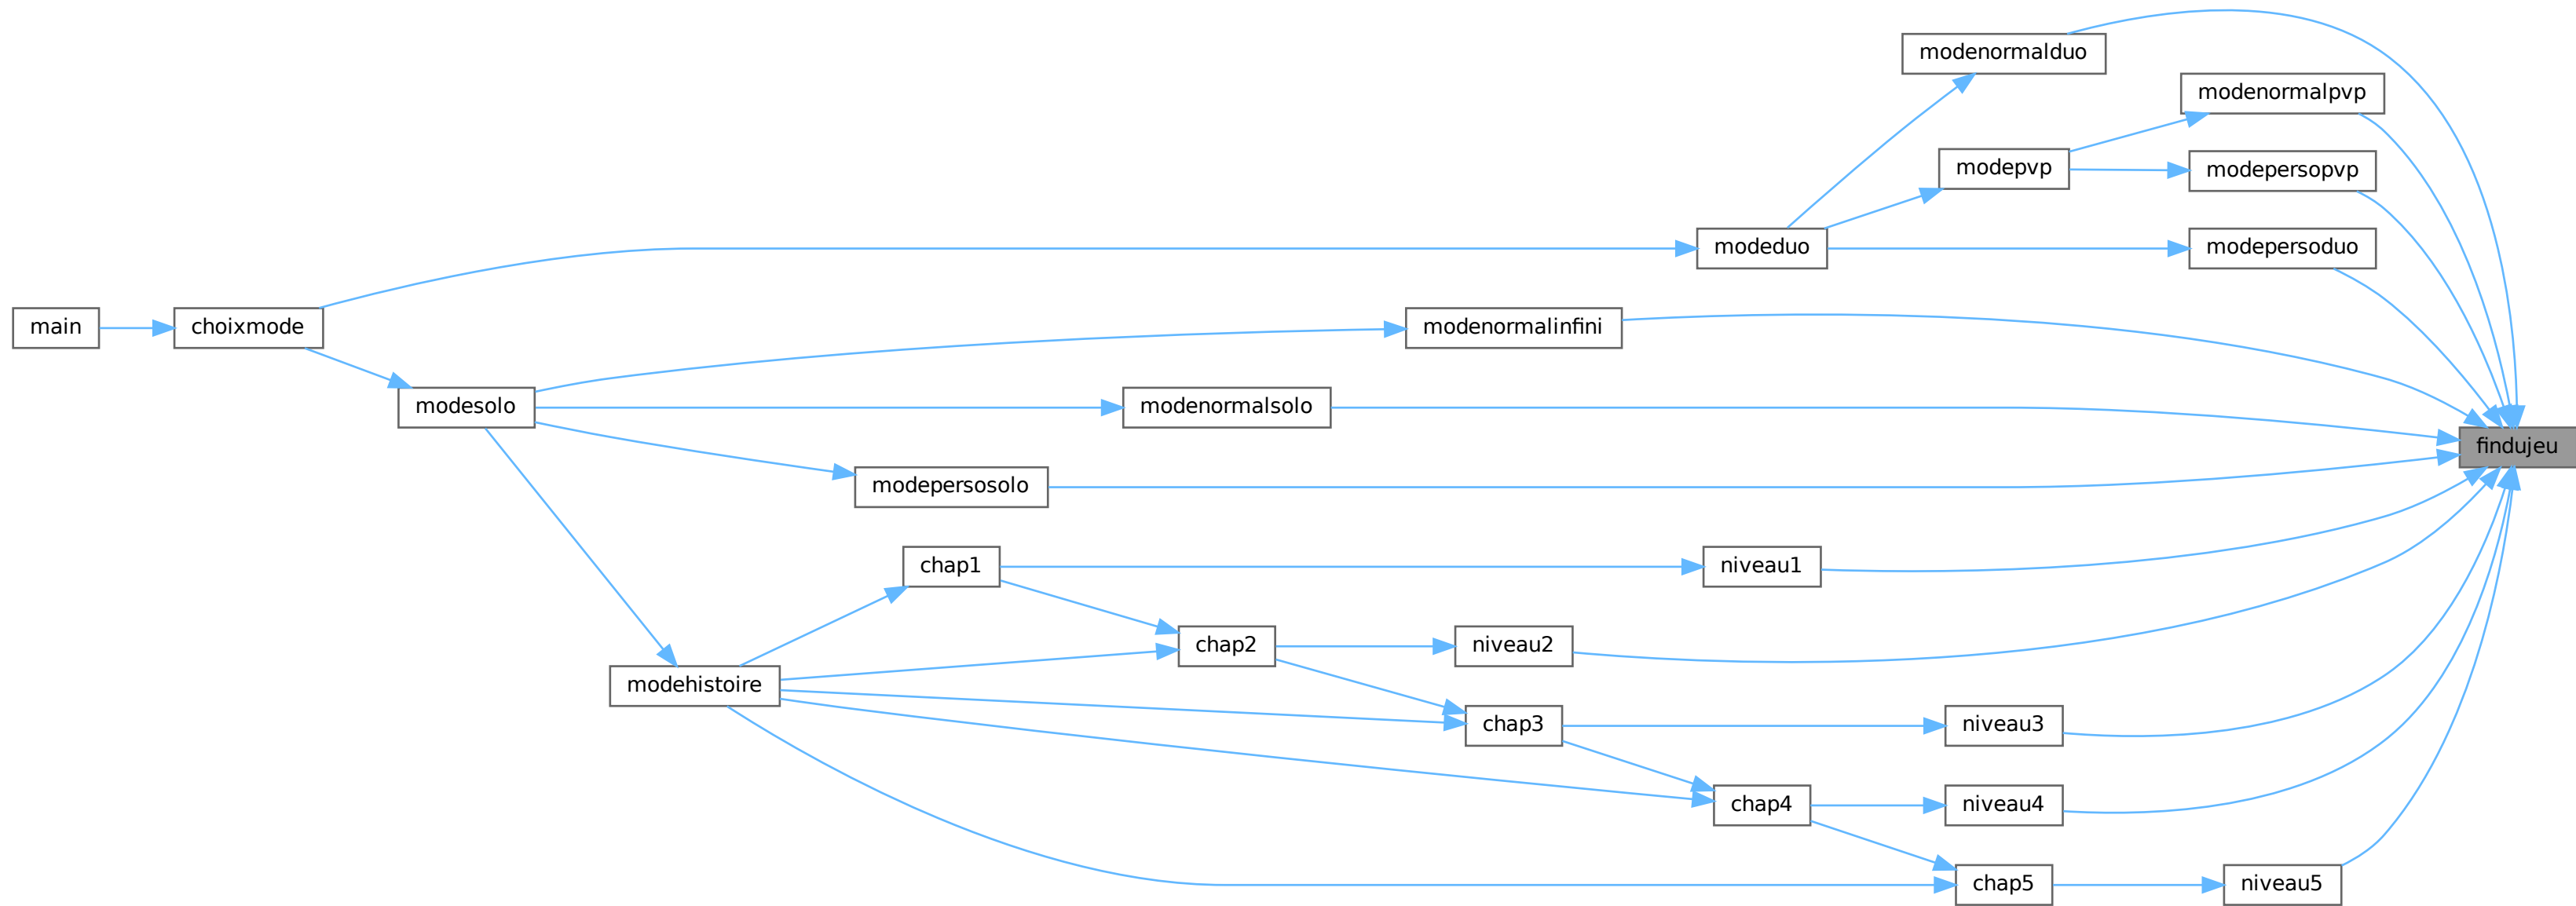 modenormalduo
modenormalpvp
modepvp
modepersopvp
modeduo
modepersoduo
main
choixmode
modenormalinfini
modesolo
modenormalsolo
findujeu
modepersosolo
chap1
niveau1
chap2
niveau2
modehistoire
chap3
niveau3
chap4
niveau4
chap5
niveau5